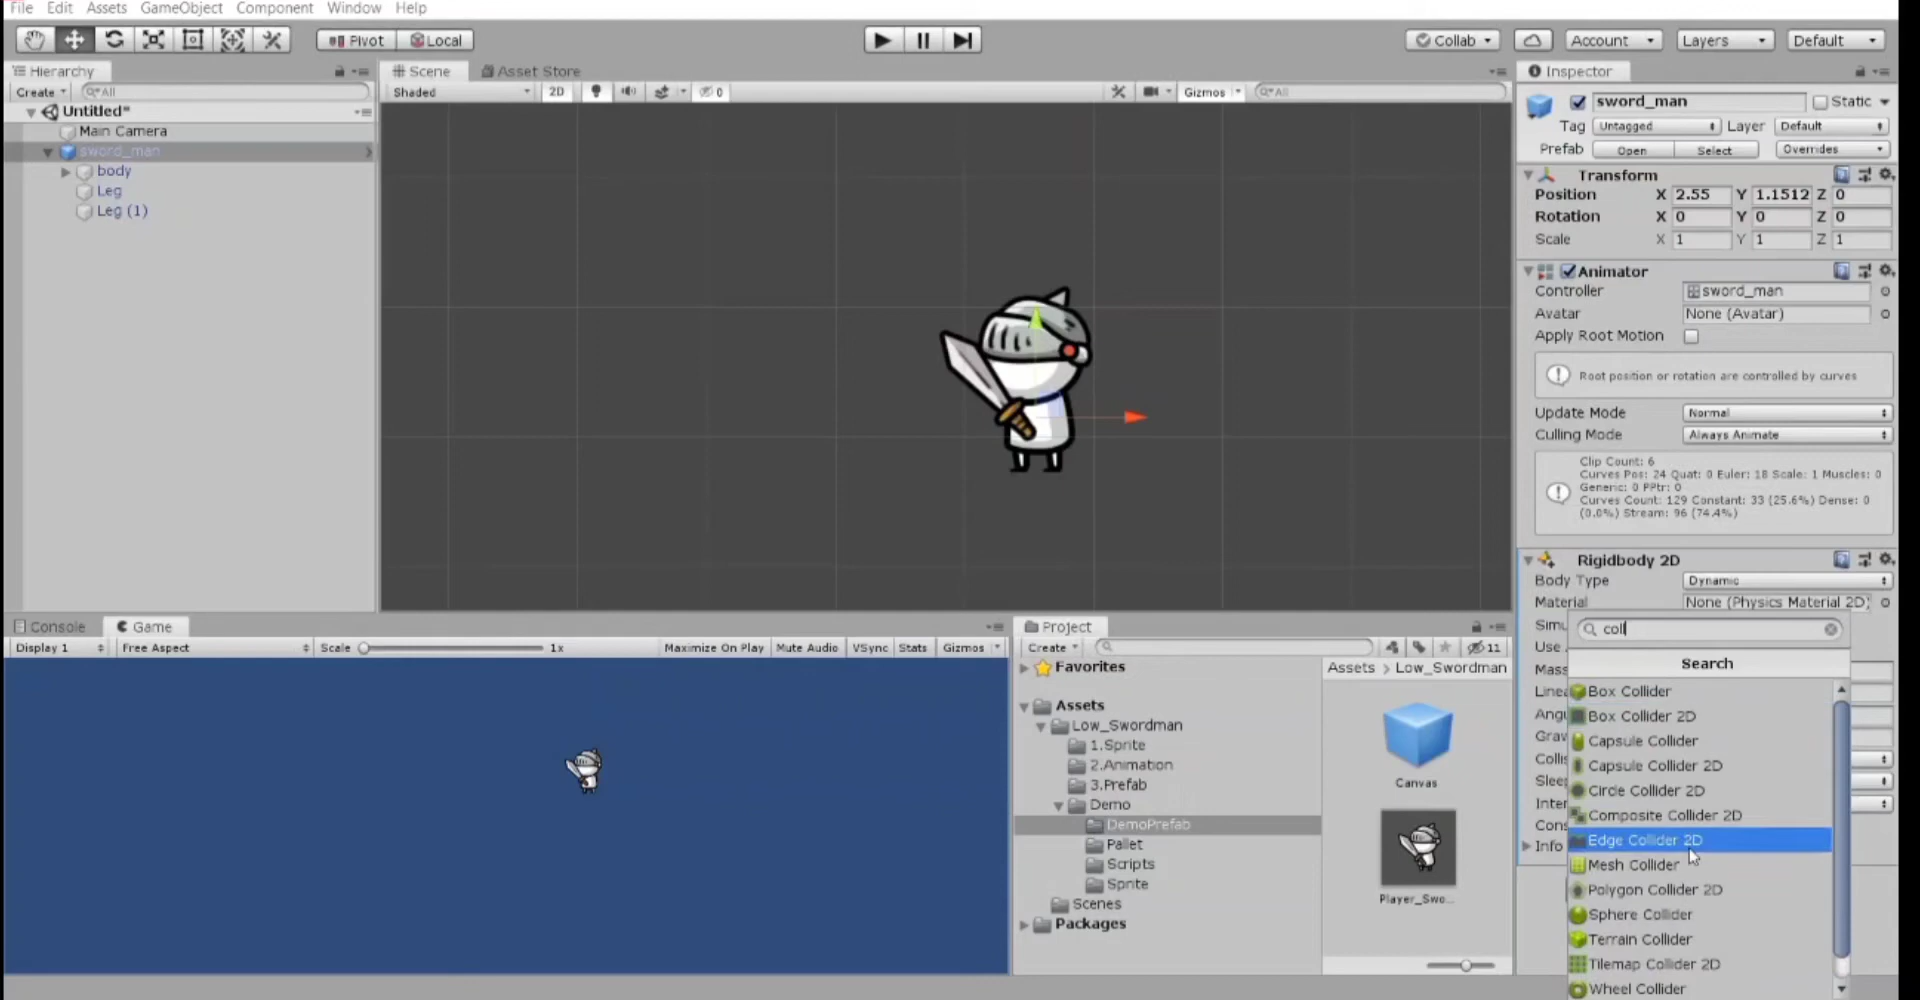 File Edit Assets GameObject Component Window Help
Pivot Local
Collab Account Layers Default
Hierarchy
Create All
Untitled*
Main Camera
sword_man
body
Leg
Leg (1)
Scene Asset Store
Shaded 2D 0 Gizmos All
Inspector
sword_man Static
Tag Untagged Layer Default
Prefab Open Select Overrides
Transform
Position X 2.55 Y 1.1512 Z 0
Rotation X 0 Y 0 Z 0
Scale X 1 Y 1 Z 1
Animator
Controller sword_man
Avatar None (Avatar)
Apply Root Motion
Root position or rotation are controlled by curves
Update Mode Normal
Culling Mode Always Animate
Clip Count: 6
Curves Pos: 24 Quat: 0 Euler: 18 Scale: 1 Muscles: 0
Generic: 0 PPtr: 0
Curves Count: 129 Constant: 33 (25.6%) Dense: 0
(0.0%) Stream: 96 (74.4%)
Rigidbody 2D
Body Type Dynamic
Material None (Physics Material 2D)
Simu
Use
Mass
Linea
Angu
Grav
Collis
Sleep
Inter
Cons
Info
coll
Search
Box Collider
Box Collider 2D
Capsule Collider
Capsule Collider 2D
Circle Collider 2D
Composite Collider 2D
Edge Collider 2D
Mesh Collider
Polygon Collider 2D
Sphere Collider
Terrain Collider
Tilemap Collider 2D
Wheel Collider
Console Game
Display 1 Free Aspect Scale 1x Maximize On Play Mute Audio VSync Stats Gizmos
Project
Create 11
Favorites
Assets
Low_Swordman
1.Sprite
2.Animation
3.Prefab
Demo
DemoPrefab
Pallet
Scripts
Sprite
Scenes
Packages
Assets > Low_Swordman
Canvas
Player_Swo...